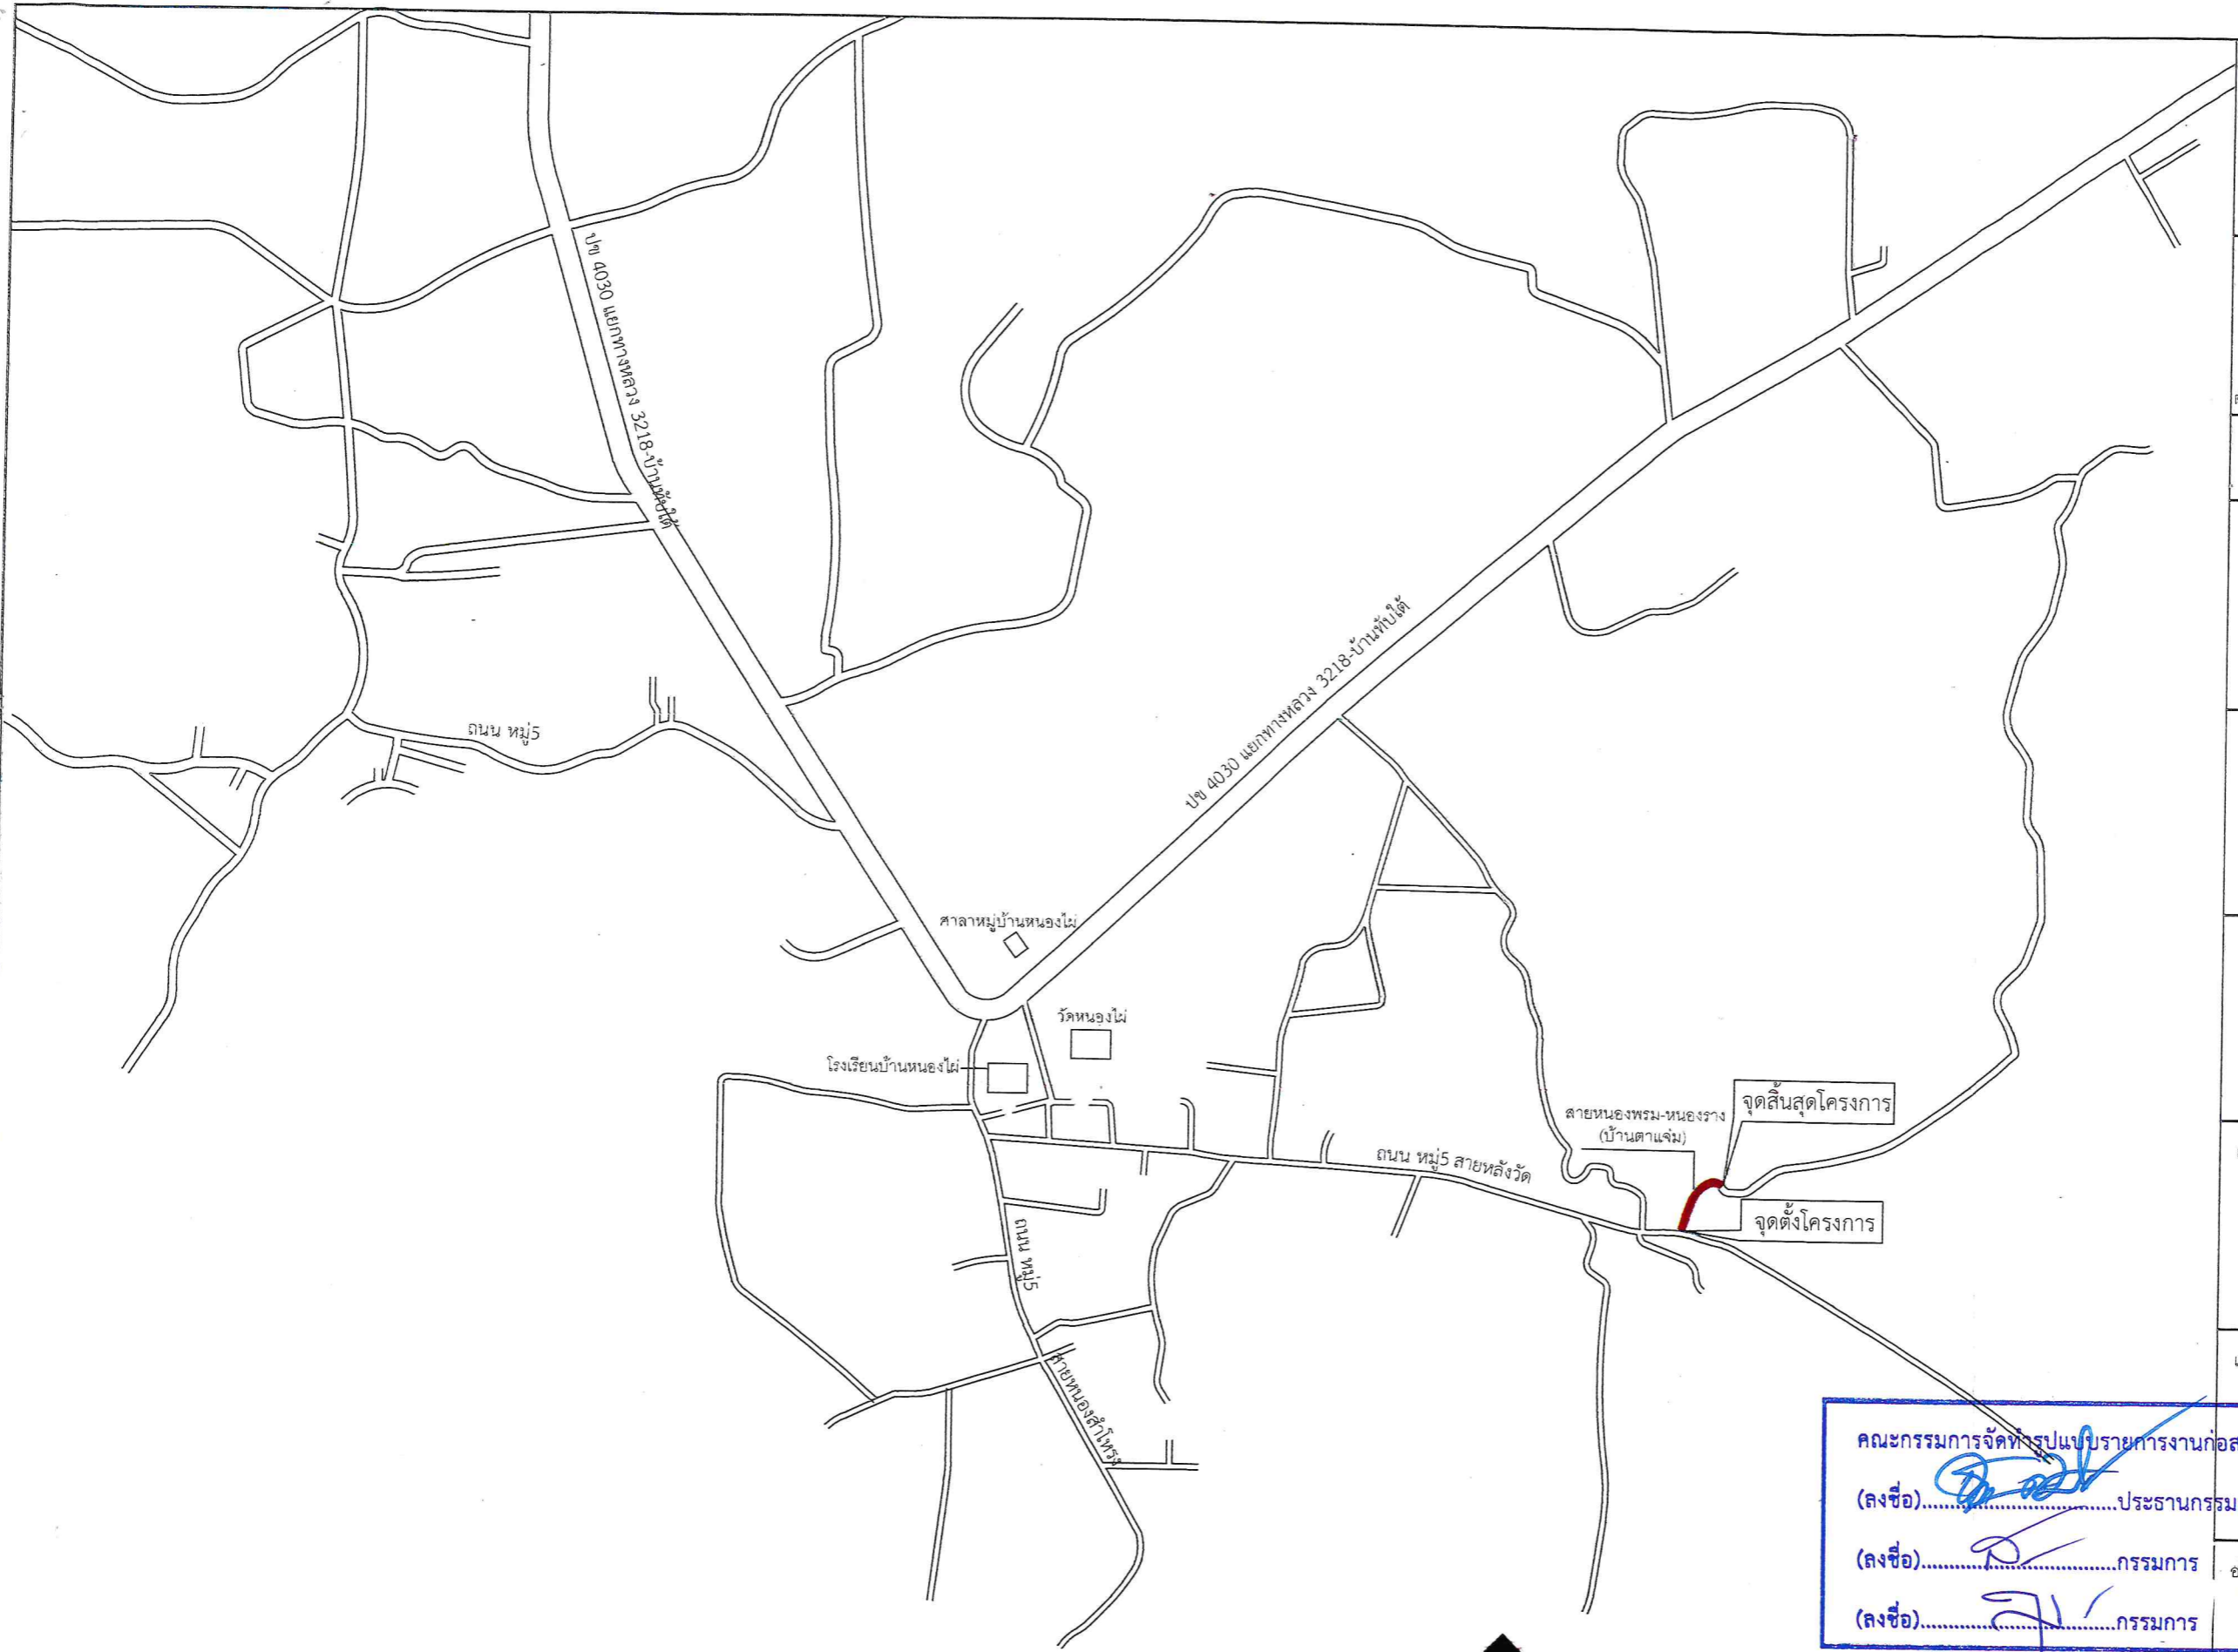 ปข 4030 แยกทางหลวง 3218-บ้านทับใต้
ถนน หมู่5
ปข 4030 แยกทางหลวง 3218-บ้านทับใต้
ศาลาหมู่บ้านหนองไผ่
วัดหนองไผ่
โรงเรียนบ้านหนองไผ่
จุดสิ้นสุดโครงการ
สายหนองพรม-หนองราง
(บ้านตาแจ่ม)
ถนน หมู่5 สายหลังวัด
จุดตั้งโครงการ
ถนน หมู่5
สายหนองสำโหรง
คณะกรรมการจัดทำรูปแบบรายการงานก่อส
(ลงชื่อ)........................................ประธานกรรม
(ลงชื่อ)........................................กรรมการ
(ลงชื่อ)........................................กรรมการ